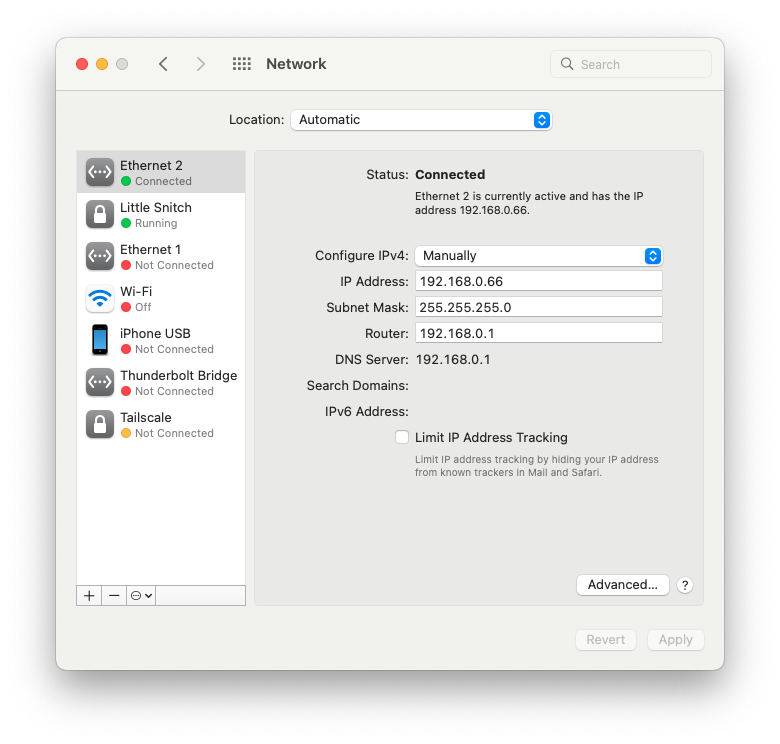 Network
Search
Location: Automatic
Ethernet 2
Connected
Little Snitch
Running
Ethernet 1
Not Connected
Wi-Fi
Off
iPhone USB
Not Connected
Thunderbolt Bridge
Not Connected
Tailscale
Not Connected
Status: Connected
Ethernet 2 is currently active and has the IP
address 192.168.0.66.
Configure IPv4: Manually
IP Address: 192.168.0.66
Subnet Mask: 255.255.255.0
Router: 192.168.0.1
DNS Server: 192.168.0.1
Search Domains:
IPv6 Address:
Limit IP Address Tracking
Limit IP address tracking by hiding your IP address
from known trackers in Mail and Safari.
Advanced... ?
Revert Apply